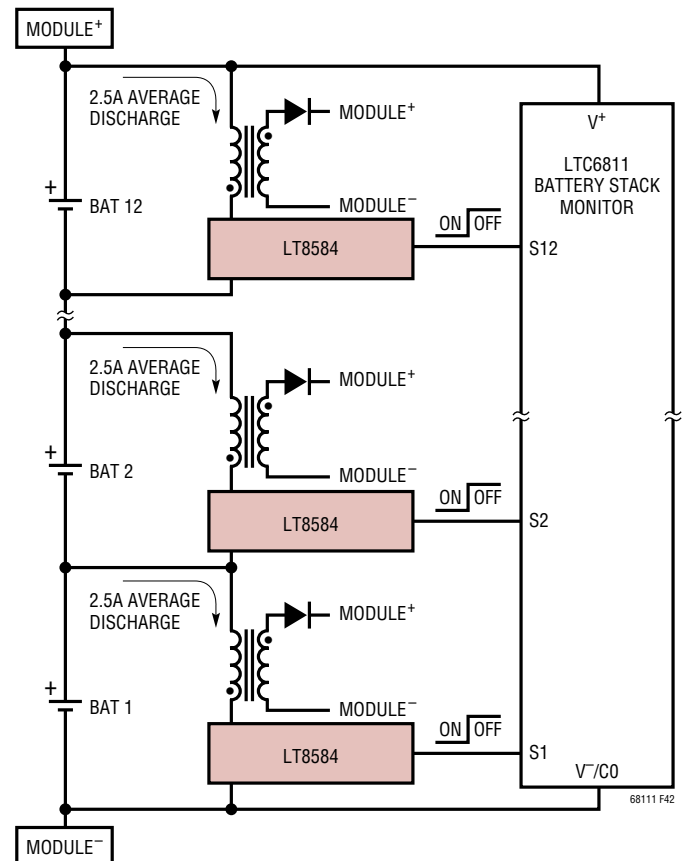 MODULE⁺
2.5A AVERAGE
DISCHARGE
MODULE⁺
V⁺
LTC6811
BATTERY STACK
MONITOR
+
BAT 12
MODULE⁻
ON OFF
LT8584
S12
2.5A AVERAGE
DISCHARGE
MODULE⁺
+
BAT 2
MODULE⁻
ON OFF
LT8584
S2
2.5A AVERAGE
DISCHARGE
MODULE⁺
+
BAT 1
MODULE⁻
ON OFF
LT8584
S1
V⁻/C0
68111 F42
MODULE⁻